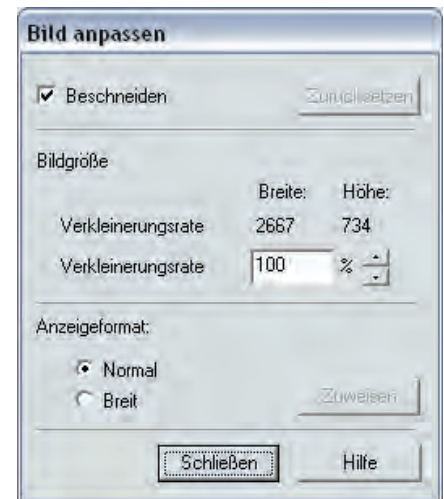 Bild anpassen
Beschneiden Zurücksetzen
Bildgröße
Breite: Höhe:
Verkleinerungsrate 2667 734
Verkleinerungsrate 100 %
Anzeigeformat:
Normal
Breit Zuweisen
Schließen Hilfe